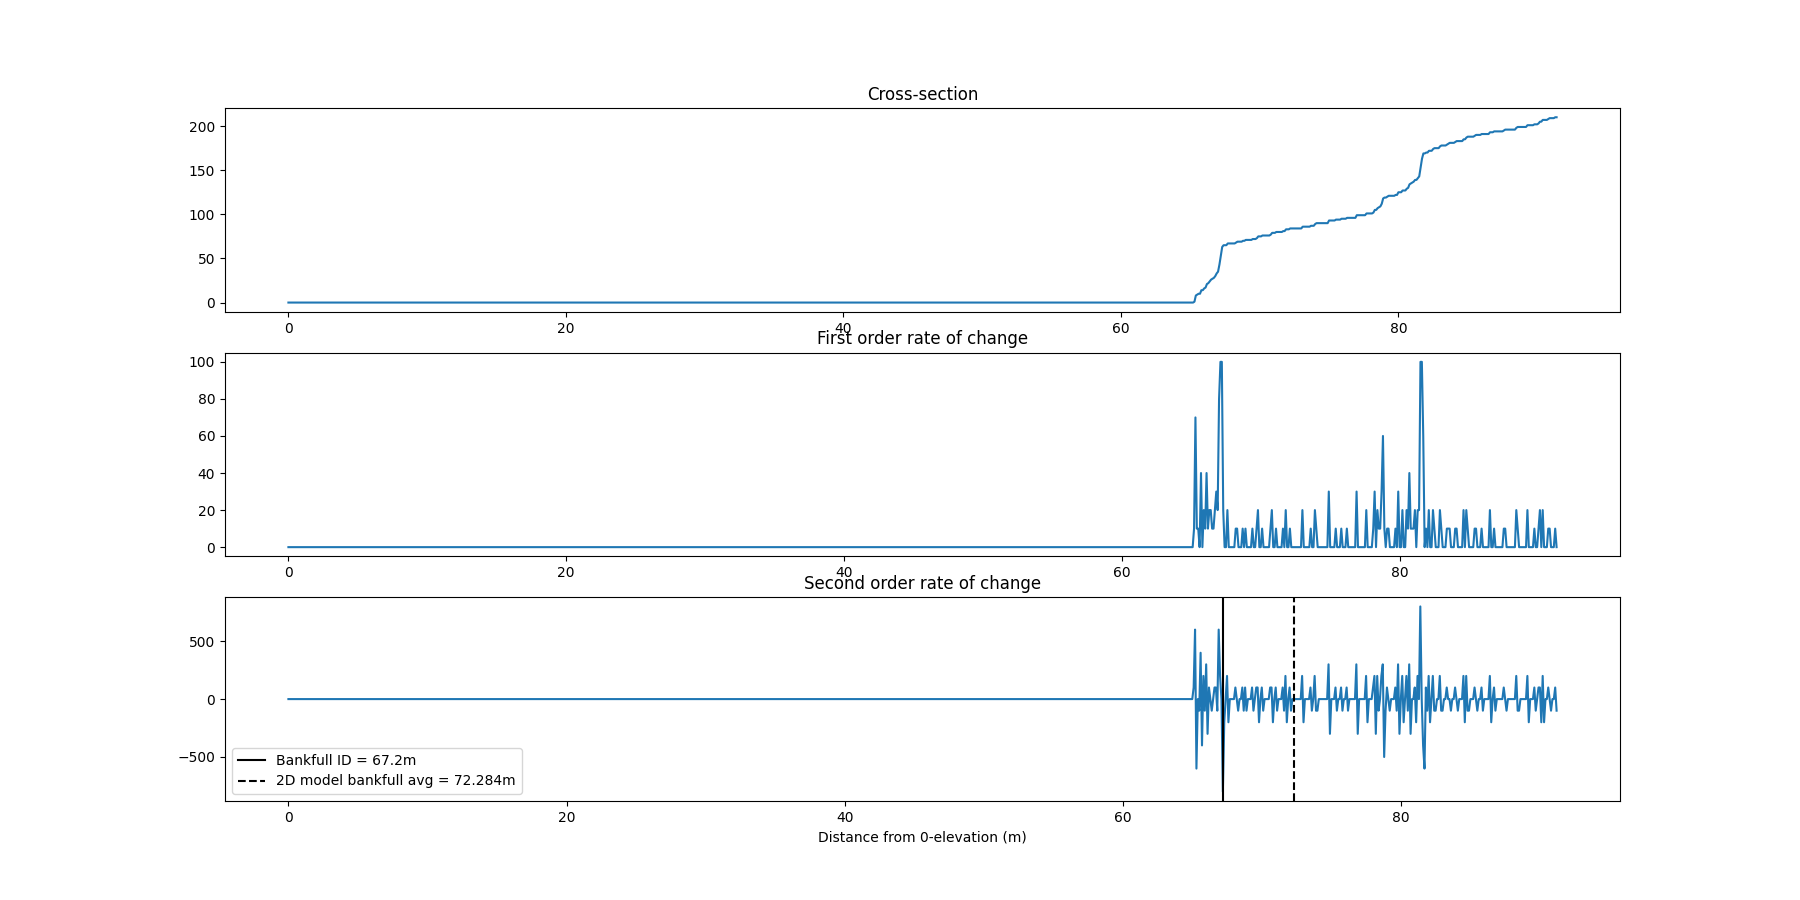 Cross-section
200
150
100
50
0
0 20 40 60 80
First order rate of change
100
80
60
40
20
0
0 20 40 60 80
Second order rate of change
500
0
−500
Bankfull ID = 67.2m
2D model bankfull avg = 72.284m
0 20 40 60 80
Distance from 0-elevation (m)